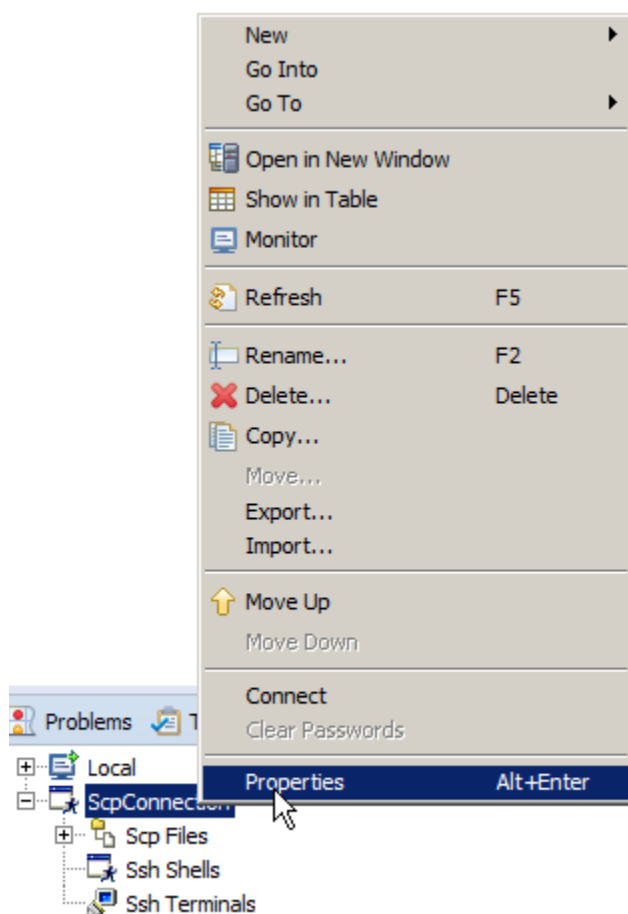 New
Go Into
Go To
Open in New Window
Show in Table
Monitor
Refresh F5
Rename... F2
Delete... Delete
Copy...
Move...
Export...
Import...
Move Up
Move Down
Connect
Clear Passwords
Properties Alt+Enter
Problems T
Local
ScpConnection
Scp Files
Ssh Shells
Ssh Terminals